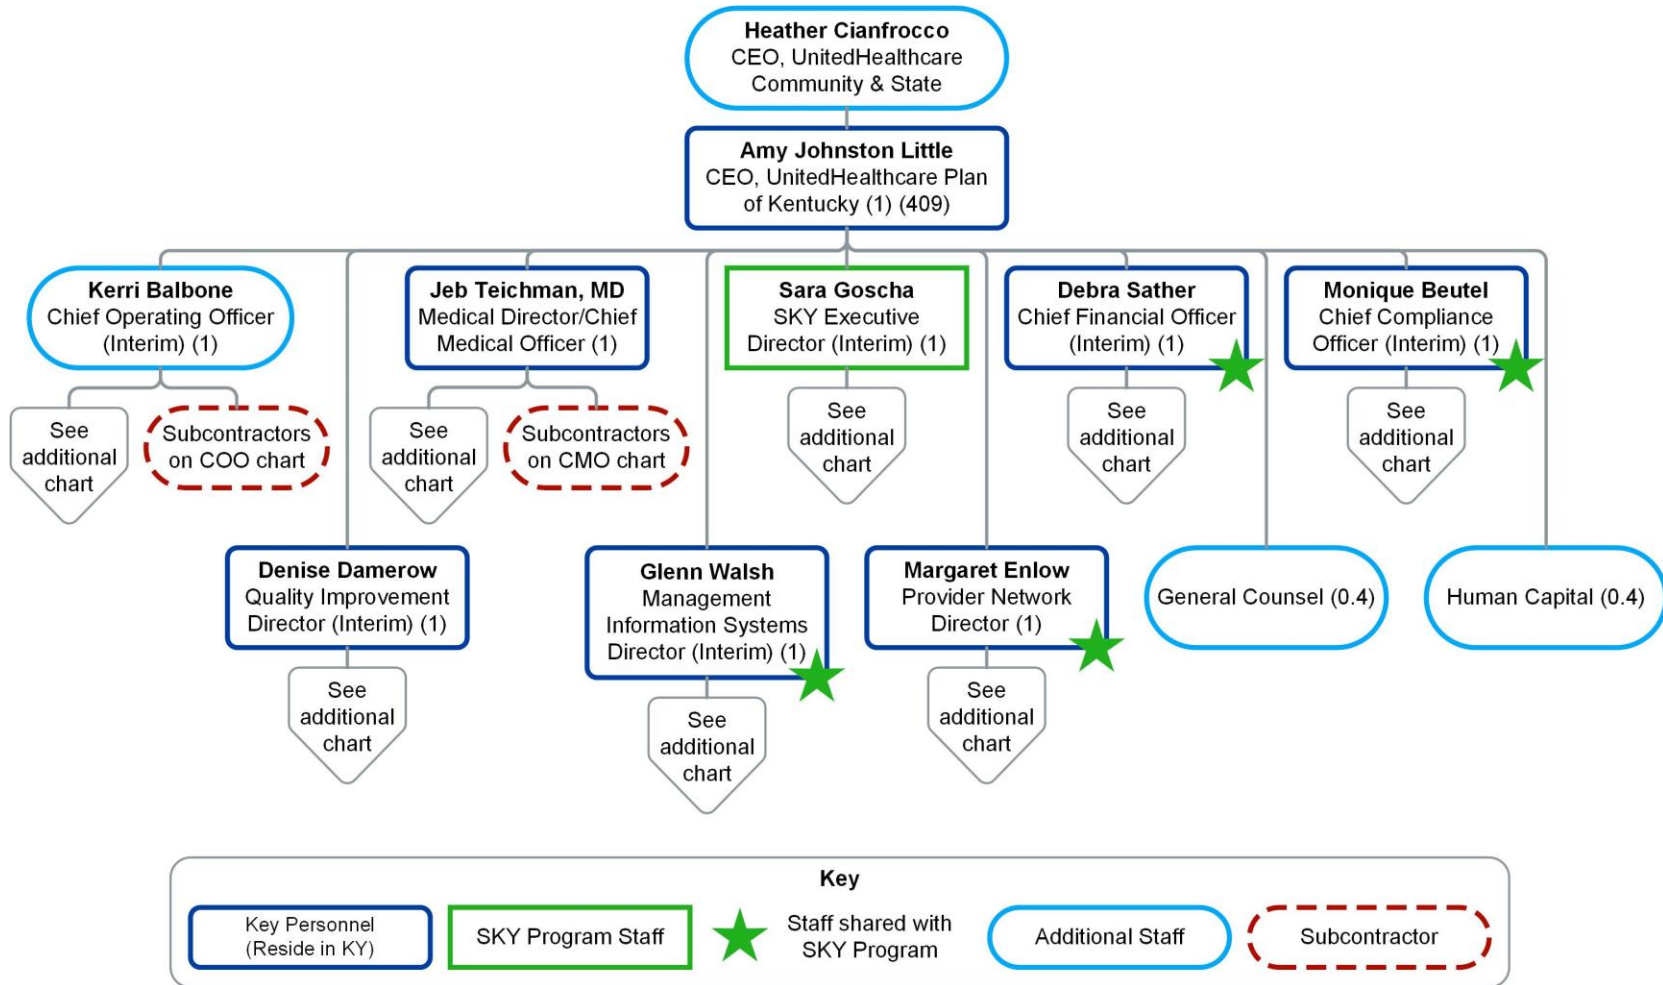 Heather Cianfrocco
CEO, UnitedHealthcare
Community & State
Amy Johnston Little
CEO, UnitedHealthcare Plan
of Kentucky (1) (409)
Kerri Balbone
Chief Operating Officer
(Interim) (1)
Jeb Teichman, MD
Medical Director/Chief
Medical Officer (1)
Sara Goscha
SKY Executive
Director (Interim) (1)
Debra Sather
Chief Financial Officer
(Interim) (1)
Monique Beutel
Chief Compliance
Officer (Interim) (1)
See
additional
chart
Subcontractors
on COO chart
See
additional
chart
Subcontractors
on CMO chart
See
additional
chart
See
additional
chart
See
additional
chart
Denise Damerow
Quality Improvement
Director (Interim) (1)
Glenn Walsh
Management
Information Systems
Director (Interim) (1)
Margaret Enlow
Provider Network
Director (1)
General Counsel (0.4)
Human Capital (0.4)
See
additional
chart
See
additional
chart
See
additional
chart
Key
Key Personnel
(Reside in KY)
SKY Program Staff
Staff shared with
SKY Program
Additional Staff
Subcontractor